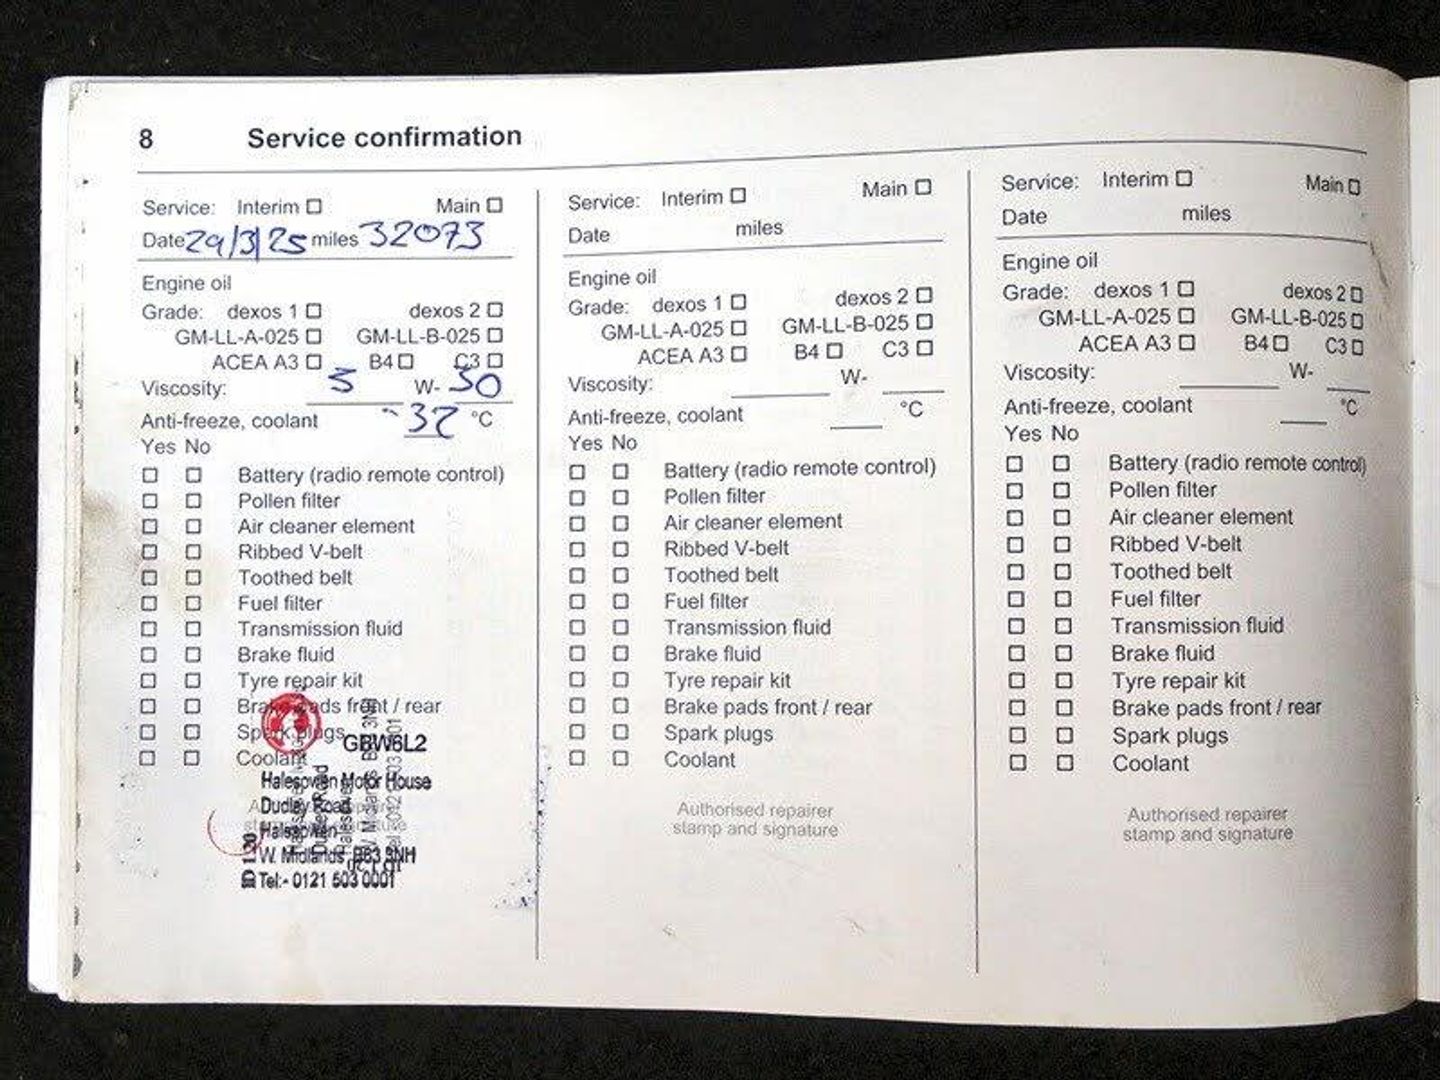 8 Service confirmation
Service: Interim ☐ Main ☐
Date 29/3/25 miles 32073
Engine oil
Grade: dexos 1 ☐ dexos 2 ☐
GM-LL-A-025 ☐ GM-LL-B-025 ☐
ACEA A3 ☐ B4 ☐ C3 ☐
Viscosity: 5 W- 30
Anti-freeze, coolant -37 °C
Yes No
☐ ☐ Battery (radio remote control)
☐ ☐ Pollen filter
☐ ☐ Air cleaner element
☐ ☐ Ribbed V-belt
☐ ☐ Toothed belt
☐ ☐ Fuel filter
☐ ☐ Transmission fluid
☐ ☐ Brake fluid
☐ ☐ Tyre repair kit
☐ ☐ Brake pads front / rear
☐ ☐ Spark plugs
☐ ☐ Coolant
GBW6L2
Halesowen Motor House
Dudley Road
Halesowen
W. Midlands B63 3NH
Tel:- 0121 503 0001
ID 120
Service: Interim ☐ Main ☐
Date miles
Engine oil
Grade: dexos 1 ☐ dexos 2 ☐
GM-LL-A-025 ☐ GM-LL-B-025 ☐
ACEA A3 ☐ B4 ☐ C3 ☐
Viscosity: W-
Anti-freeze, coolant °C
Yes No
☐ ☐ Battery (radio remote control)
☐ ☐ Pollen filter
☐ ☐ Air cleaner element
☐ ☐ Ribbed V-belt
☐ ☐ Toothed belt
☐ ☐ Fuel filter
☐ ☐ Transmission fluid
☐ ☐ Brake fluid
☐ ☐ Tyre repair kit
☐ ☐ Brake pads front / rear
☐ ☐ Spark plugs
☐ ☐ Coolant
Authorised repairer
stamp and signature
Service: Interim ☐ Main ☐
Date miles
Engine oil
Grade: dexos 1 ☐ dexos 2 ☐
GM-LL-A-025 ☐ GM-LL-B-025 ☐
ACEA A3 ☐ B4 ☐ C3 ☐
Viscosity: W-
Anti-freeze, coolant °C
Yes No
☐ ☐ Battery (radio remote control)
☐ ☐ Pollen filter
☐ ☐ Air cleaner element
☐ ☐ Ribbed V-belt
☐ ☐ Toothed belt
☐ ☐ Fuel filter
☐ ☐ Transmission fluid
☐ ☐ Brake fluid
☐ ☐ Tyre repair kit
☐ ☐ Brake pads front / rear
☐ ☐ Spark plugs
☐ ☐ Coolant
Authorised repairer
stamp and signature